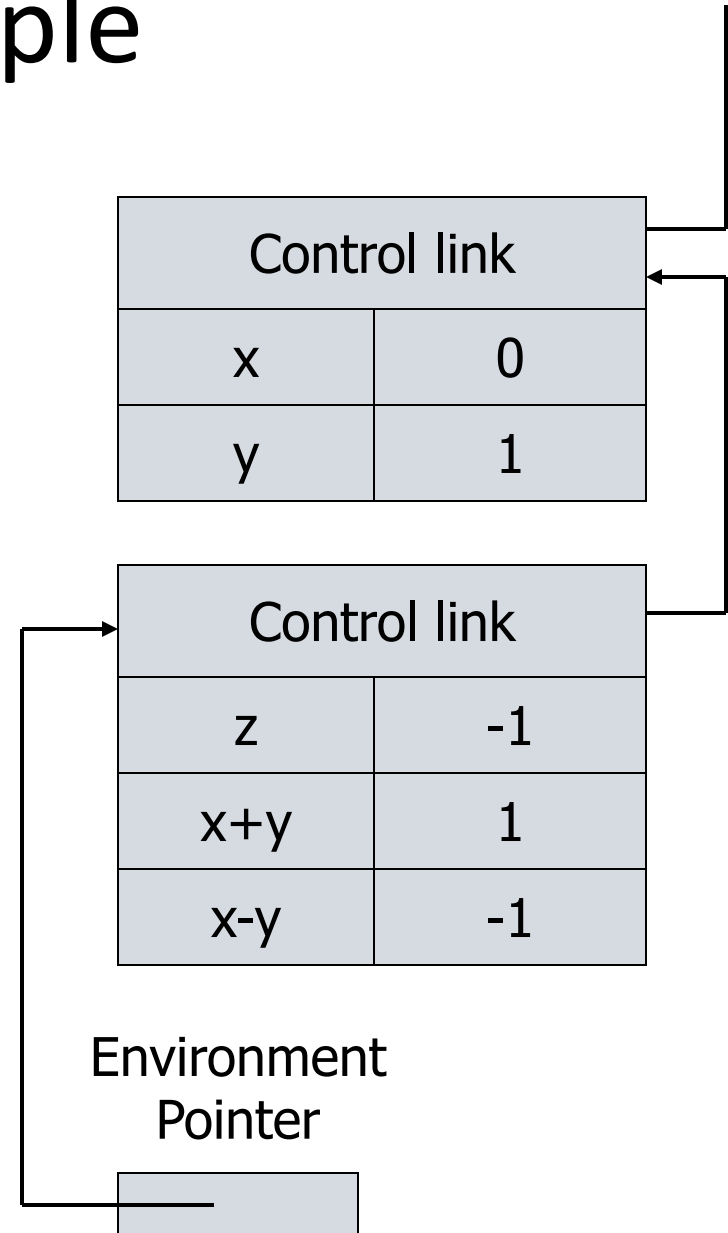 ple
Control link
x 0
y 1
Control link
z -1
x+y 1
x-y -1
Environment
Pointer